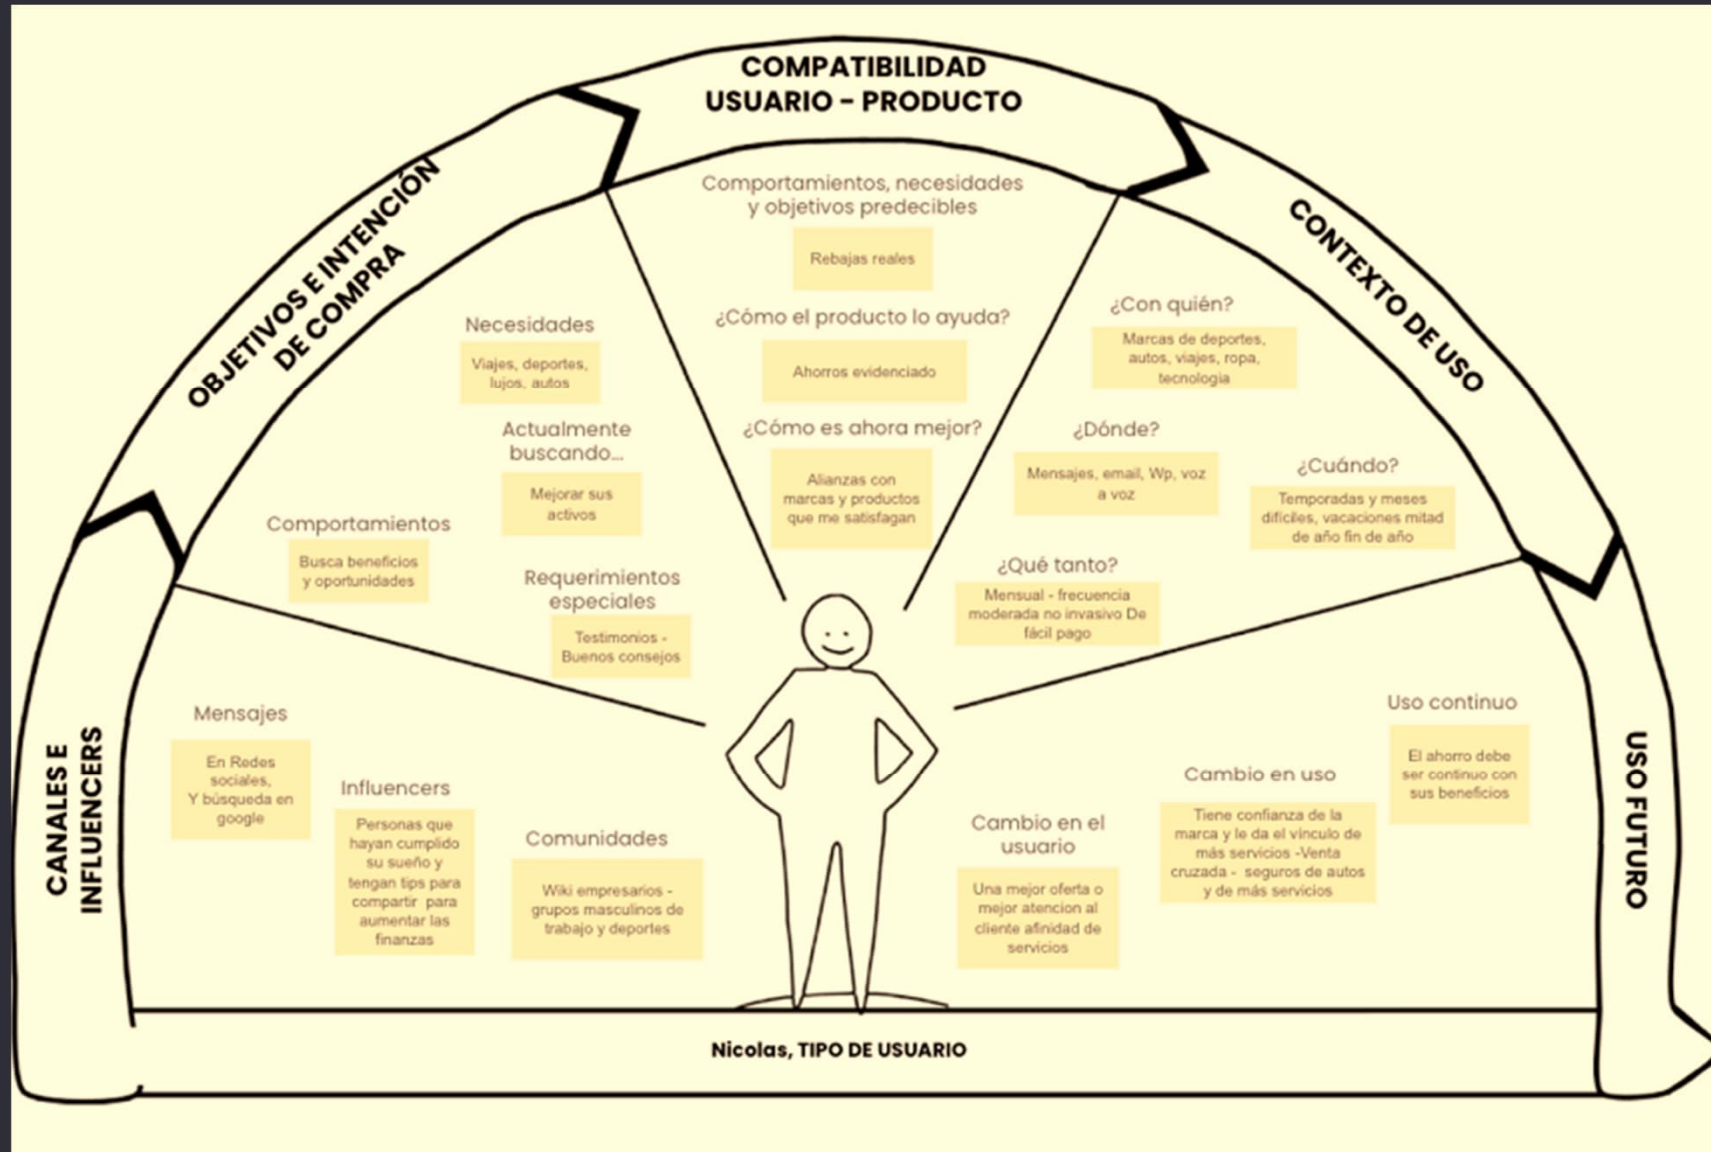 COMPATIBILIDAD
USUARIO - PRODUCTO
Comportamientos, necesidades
y objetivos predecibles
Rebajas reales
¿Cómo el producto lo ayuda?
Ahorros evidenciado
¿Cómo es ahora mejor?
Alianzas con
marcas y productos
que me satisfagan
OBJETIVOS E INTENCIÓN
DE COMPRA
Necesidades
Viajes, deportes,
lujos, autos
Actualmente
buscando...
Mejorar sus
activos
Comportamientos
Busca beneficios
y oportunidades
Requerimientos
especiales
Testimonios -
Buenos consejos
CONTEXTO DE USO
¿Con quién?
Marcas de deportes,
autos, viajes, ropa,
tecnologia
¿Dónde?
Mensajes, email, Wp, voz
a voz
¿Cuándo?
Temporadas y meses
difíciles, vacaciones mitad
de año fin de año
¿Qué tanto?
Mensual - frecuencia
moderada no invasivo De
fácil pago
CANALES E
INFLUENCERS
Mensajes
En Redes
sociales,
Y búsqueda en
google
Influencers
Personas que
hayan cumplido
su sueño y
tengan tips para
compartir para
aumentar las
finanzas
Comunidades
Wiki empresarios -
grupos masculinos de
trabajo y deportes
USO FUTURO
Uso continuo
El ahorro debe
ser continuo con
sus beneficios
Cambio en uso
Tiene confianza de la
marca y le da el vínculo de
más servicios -Venta
cruzada - seguros de autos
y de más servicios
Cambio en el
usuario
Una mejor oferta o
mejor atencion al
cliente afinidad de
servicios
Nicolas, TIPO DE USUARIO